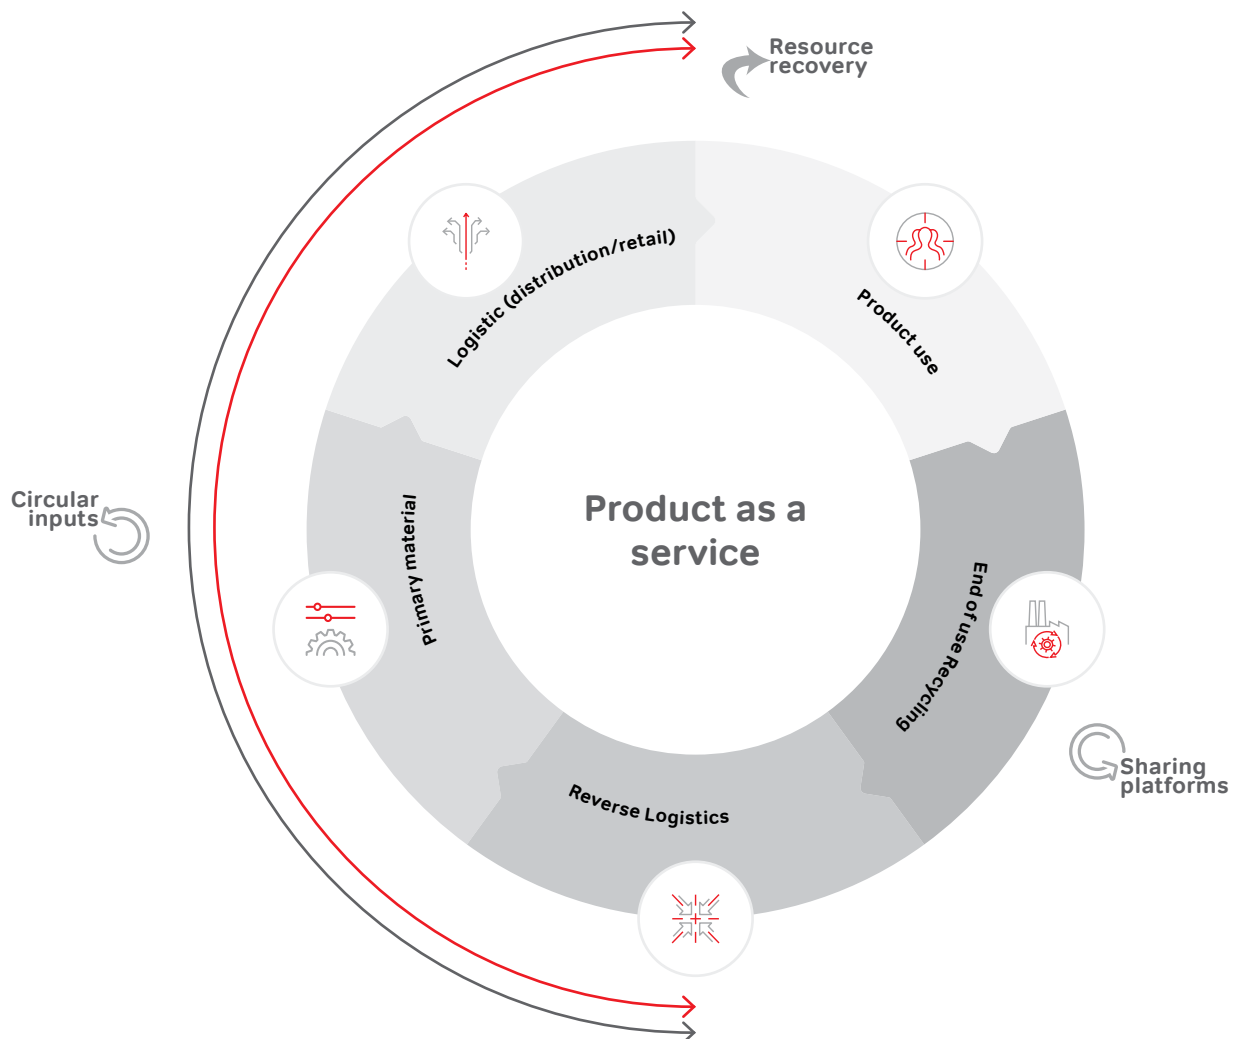 Resource
recovery
Logistic (distribution/retail)
Product use
Circular
inputs
Product as a
service
Primary material
End of use Recycling
Sharing
platforms
Reverse Logistics